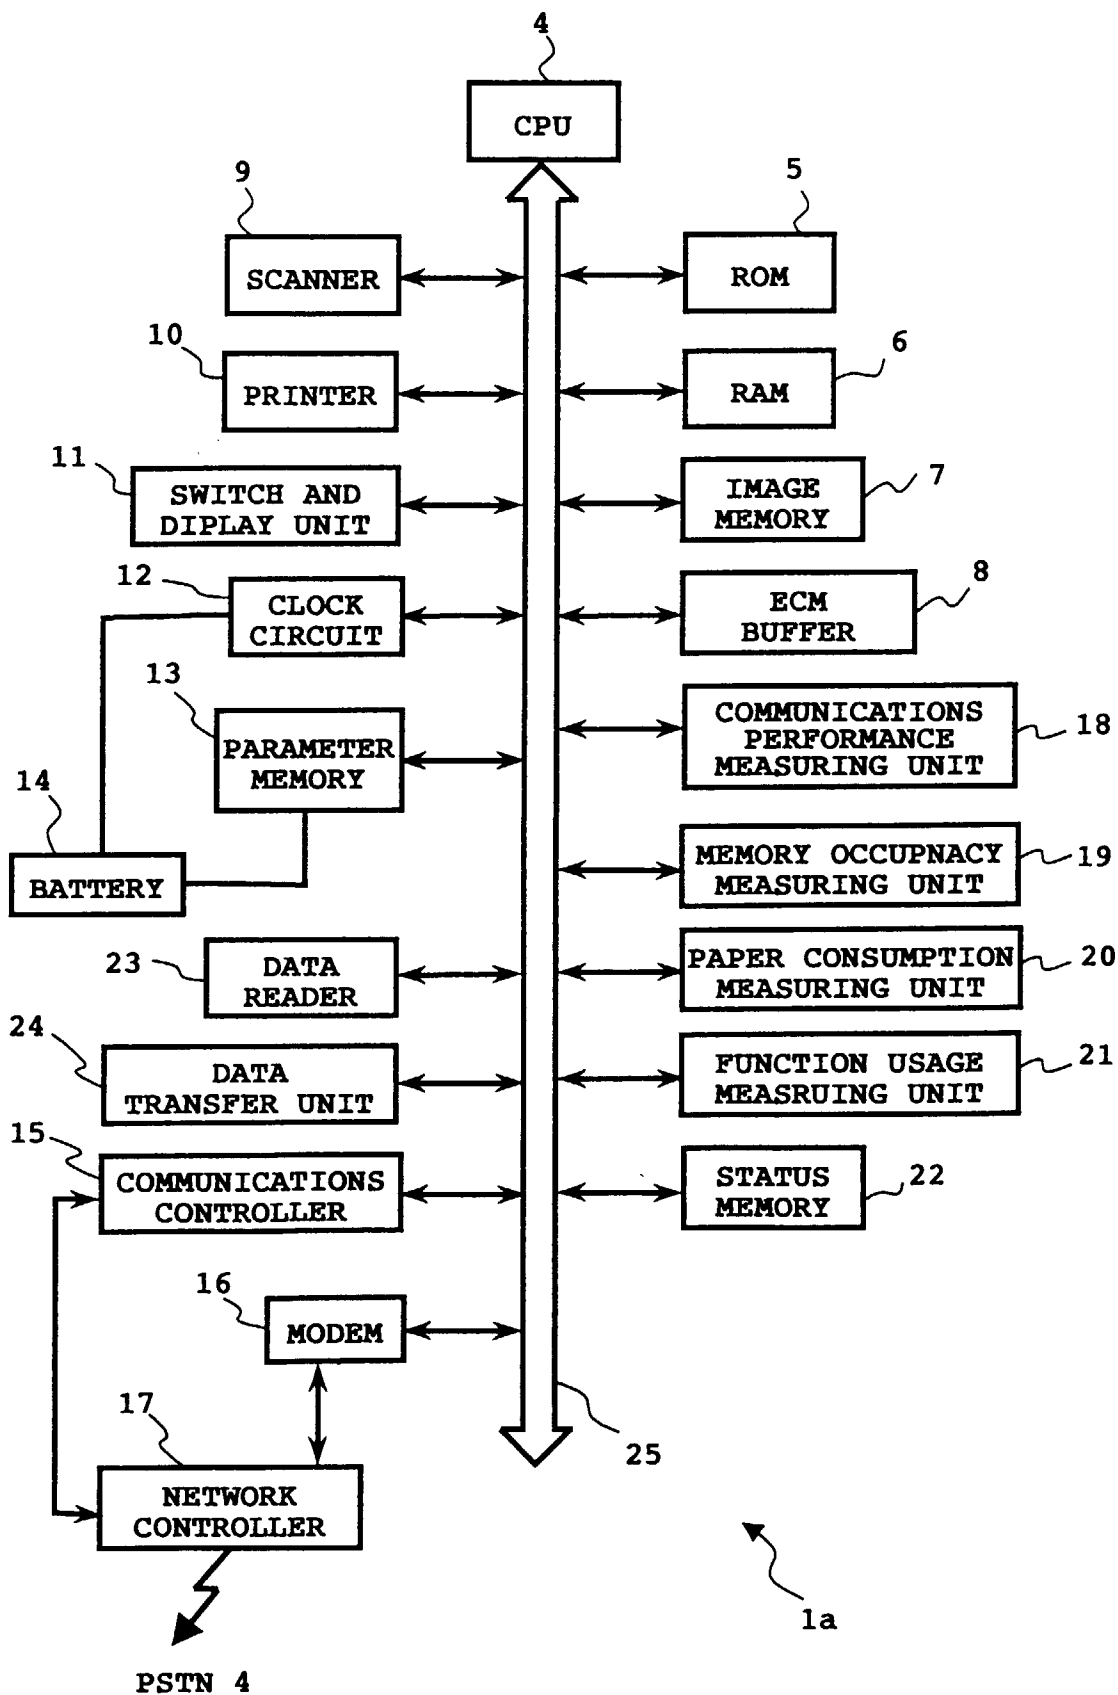 4
CPU
9
SCANNER
5
ROM
10
PRINTER
6
RAM
11
SWITCH AND
DIPLAY UNIT
7
IMAGE
MEMORY
12
CLOCK
CIRCUIT
8
ECM
BUFFER
13
PARAMETER
MEMORY
18
COMMUNICATIONS
PERFORMANCE
MEASURING UNIT
14
BATTERY
19
MEMORY OCCUPNACY
MEASURING UNIT
23
DATA
READER
20
PAPER CONSUMPTION
MEASURING UNIT
24
DATA
TRANSFER UNIT
21
FUNCTION USAGE
MEASRUING UNIT
15
COMMUNICATIONS
CONTROLLER
22
STATUS
MEMORY
16
MODEM
17
NETWORK
CONTROLLER
25
1a
PSTN 4